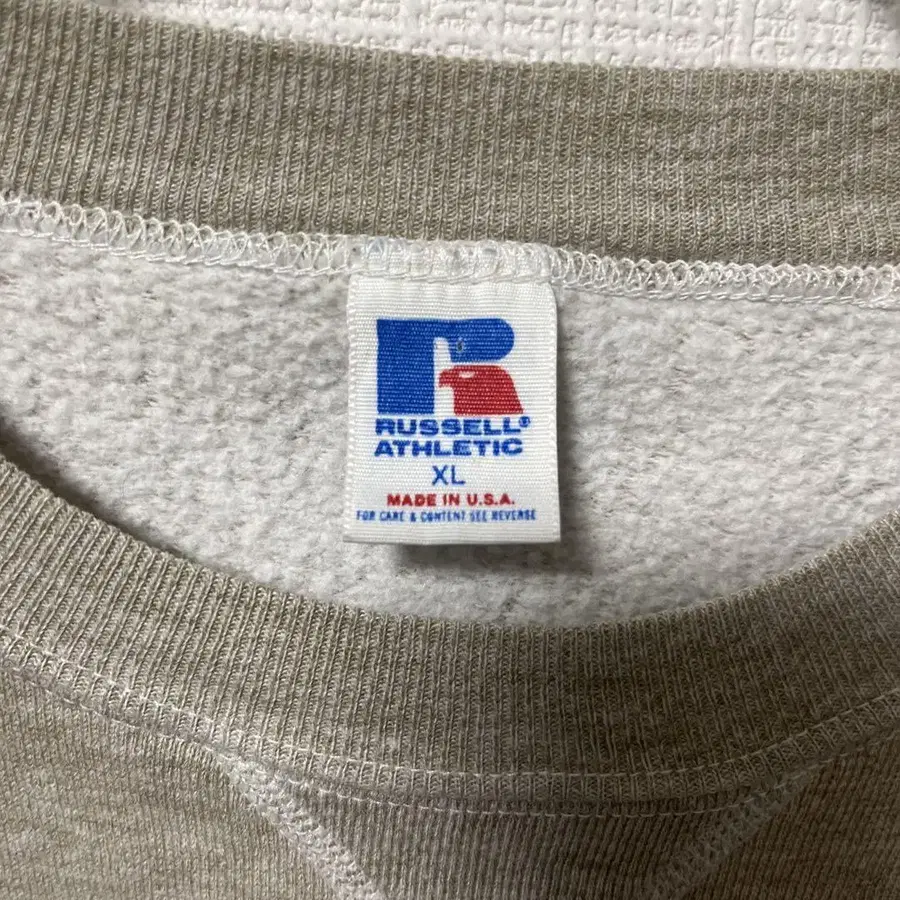 R
RUSSELL®
ATHLETIC
XL
MADE IN U.S.A.
FOR CARE & CONTENT SEE REVERSE